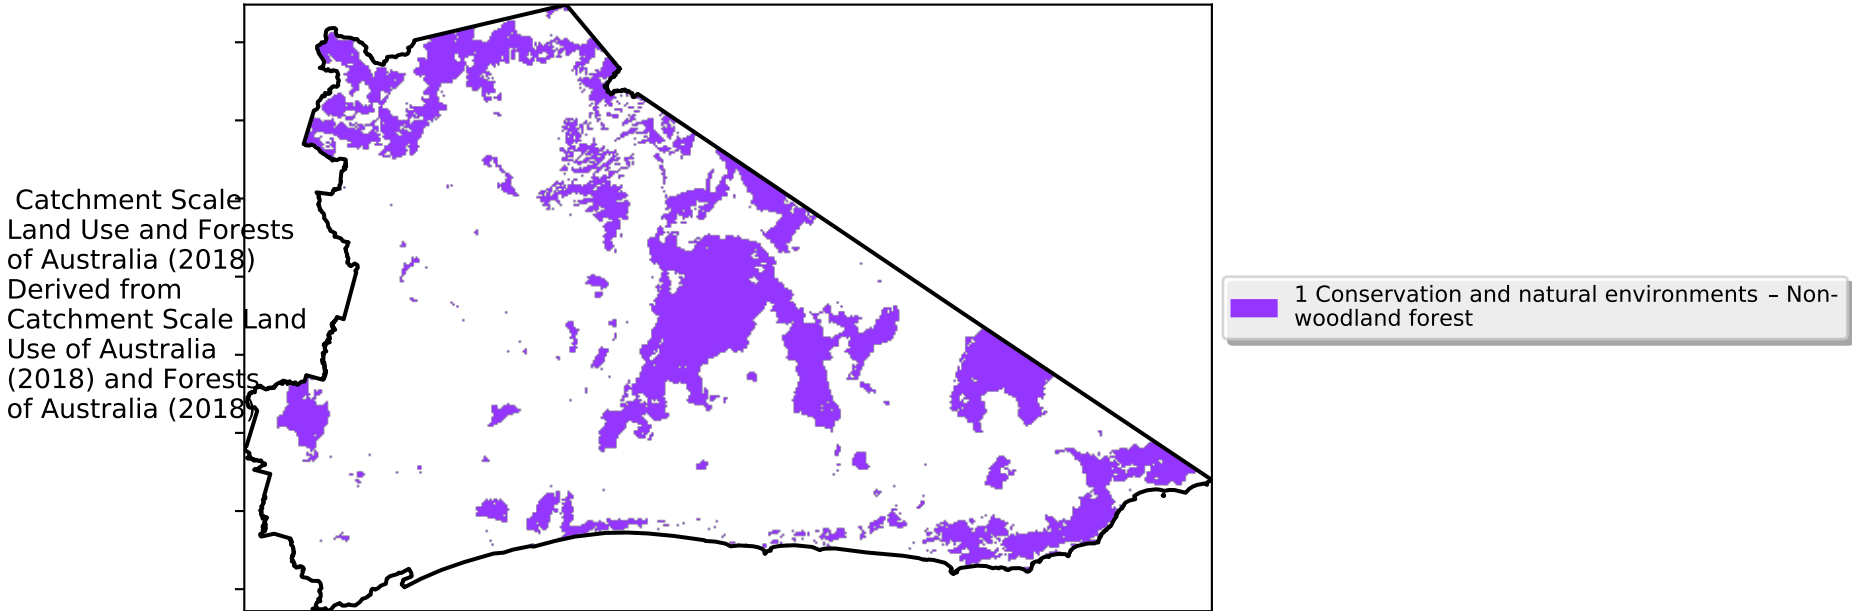 Catchment Scale
Land Use and Forests
of Australia (2018)
Derived from
Catchment Scale Land
Use of Australia
(2018) and Forests
of Australia (2018)
1 Conservation and natural environments – Non-
woodland forest